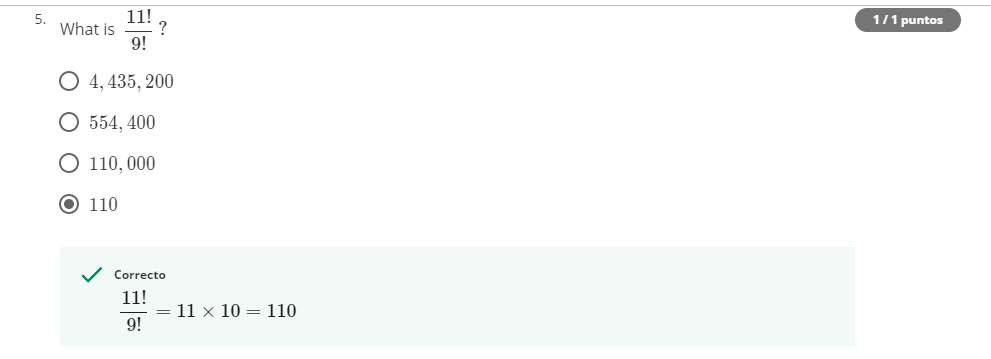 5. What is 11!/9! ?
1 / 1 puntos
4, 435, 200
554, 400
110, 000
110
Correcto
11!/9! = 11 × 10 = 110